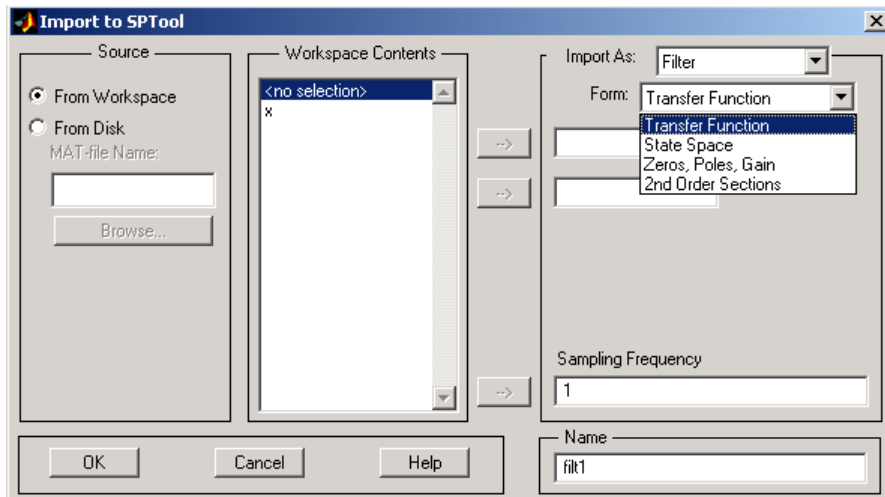 Import to SPTool
Source
From Workspace
From Disk
MAT-file Name:
Browse...
Workspace Contents
<no selection>
x
-->
-->
-->
Import As:
Filter
Form:
Transfer Function
Transfer Function
State Space
Zeros, Poles, Gain
2nd Order Sections
Sampling Frequency
1
OK
Cancel
Help
Name
filt1